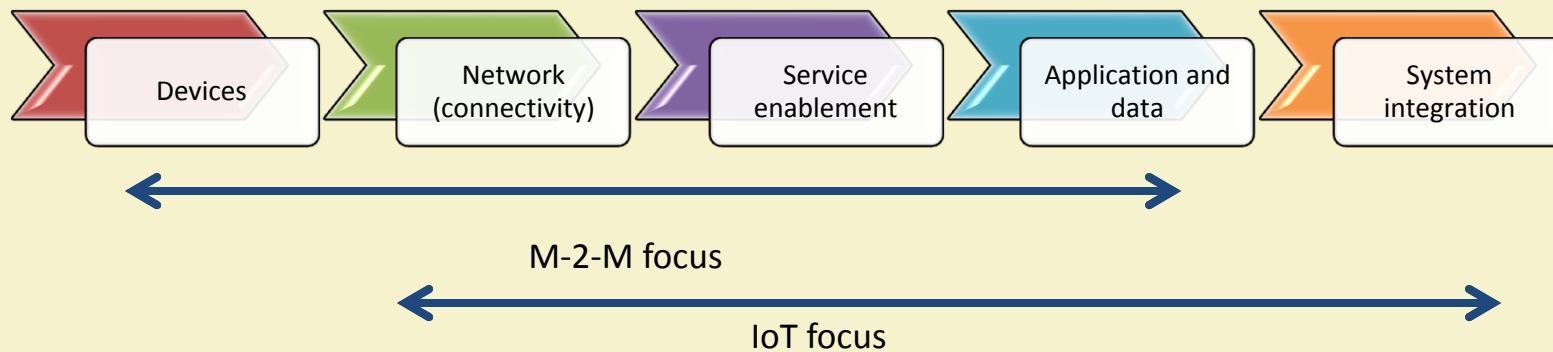 Devices
Network
(connectivity)
Service
enablement
Application and
data
System
integration
M-2-M focus
IoT focus